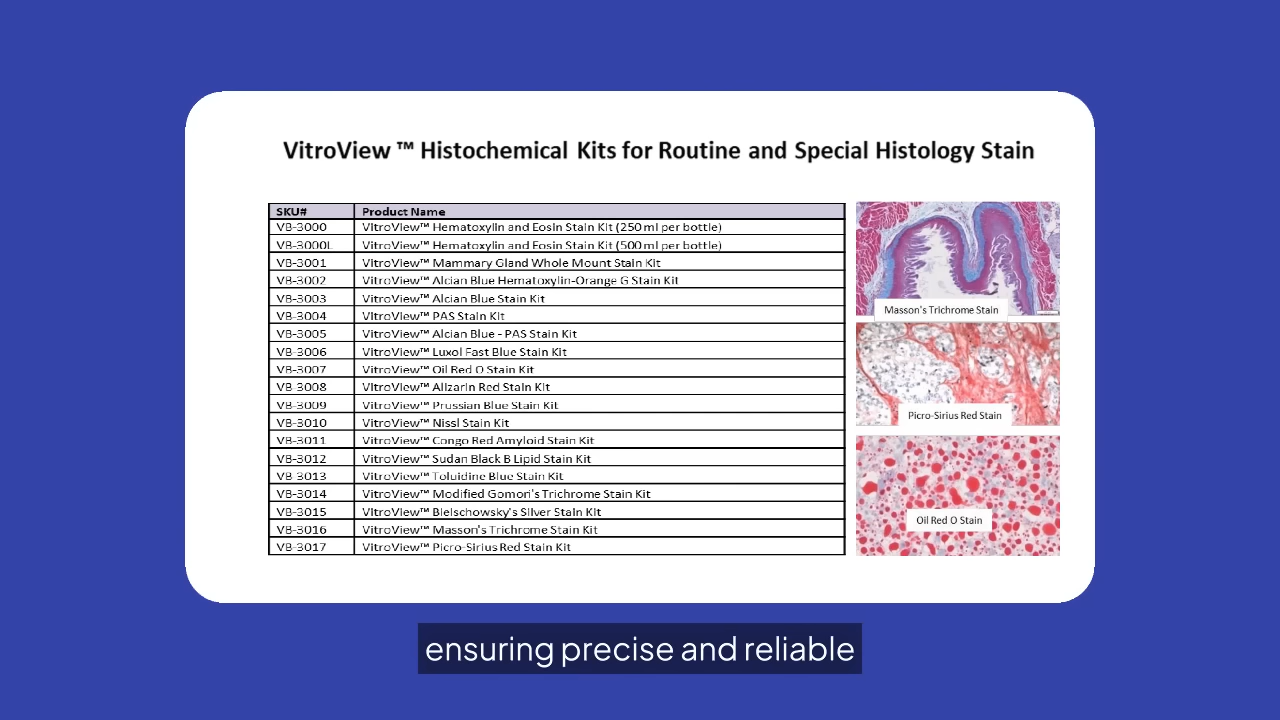 VitroView ™ Histochemical Kits for Routine and Special Histology Stain
SKU# Product Name
VB-3000 VitroView™ Hematoxylin and Eosin Stain Kit (250 ml per bottle)
VB-3000L VitroView™ Hematoxylin and Eosin Stain Kit (500 ml per bottle)
VB-3001 VitroView™ Mammary Gland Whole Mount Stain Kit
VB-3002 VitroView™ Alcian Blue Hematoxylin-Orange G Stain Kit
VB-3003 VitroView™ Alcian Blue Stain Kit
VB-3004 VitroView™ PAS Stain Kit
VB-3005 VitroView™ Alcian Blue - PAS Stain Kit
VB-3006 VitroView™ Luxol Fast Blue Stain Kit
VB-3007 VitroView™ Oil Red O Stain Kit
VB-3008 VitroView™ Alizarin Red Stain Kit
VB-3009 VitroView™ Prussian Blue Stain Kit
VB-3010 VitroView™ Nissl Stain Kit
VB-3011 VitroView™ Congo Red Amyloid Stain Kit
VB-3012 VitroView™ Sudan Black B Lipid Stain Kit
VB-3013 VitroView™ Toluidine Blue Stain Kit
VB-3014 VitroView™ Modified Gomori's Trichrome Stain Kit
VB-3015 VitroView™ Bielschowsky's Silver Stain Kit
VB-3016 VitroView™ Masson's Trichrome Stain Kit
VB-3017 VitroView™ Picro-Sirius Red Stain Kit
Masson's Trichrome Stain
Picro-Sirius Red Stain
Oil Red O Stain
ensuring precise and reliable